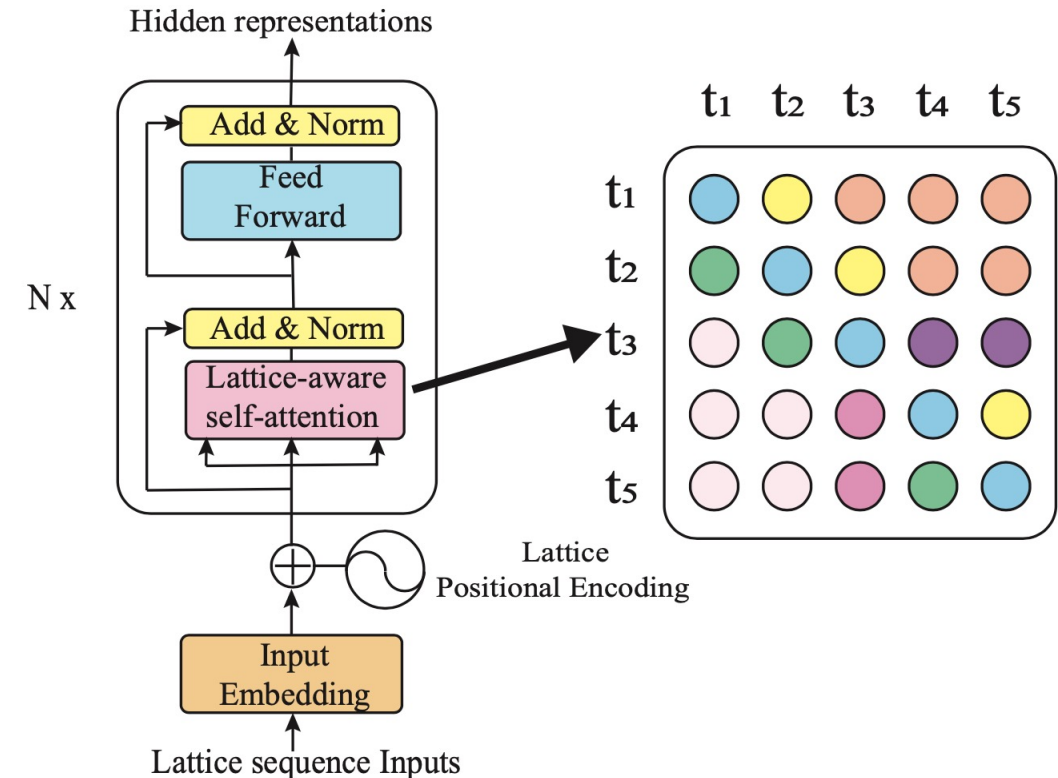 Hidden representations
Add & Norm
Feed
Forward
N x
Add & Norm
Lattice-aware
self-attention
Lattice
Positional Encoding
Input
Embedding
Lattice sequence Inputs
t1 t2 t3 t4 t5
t1
t2
t3
t4
t5